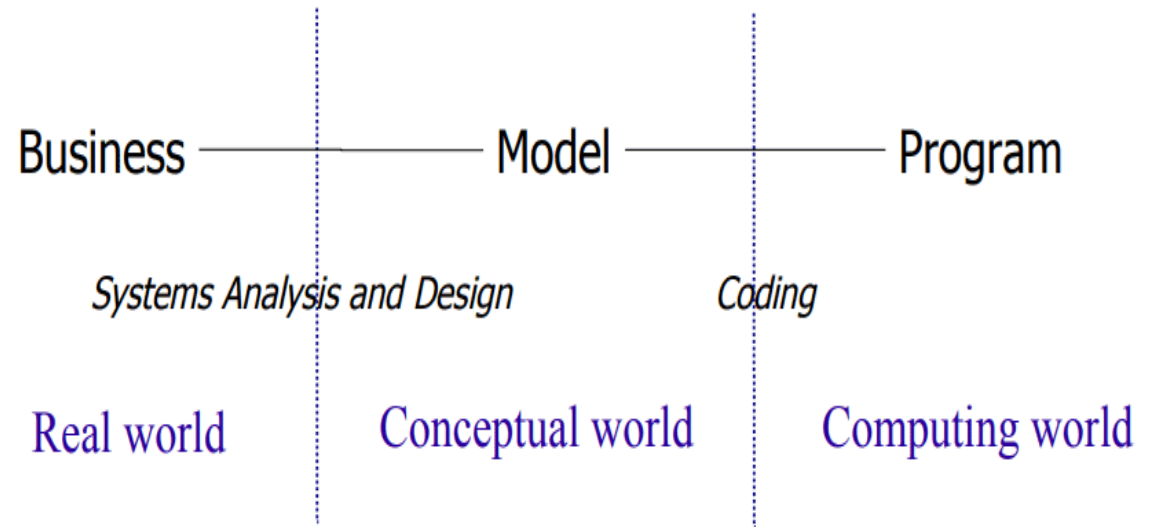 Business Model Program
Systems Analysis and Design Coding
Real world Conceptual world Computing world